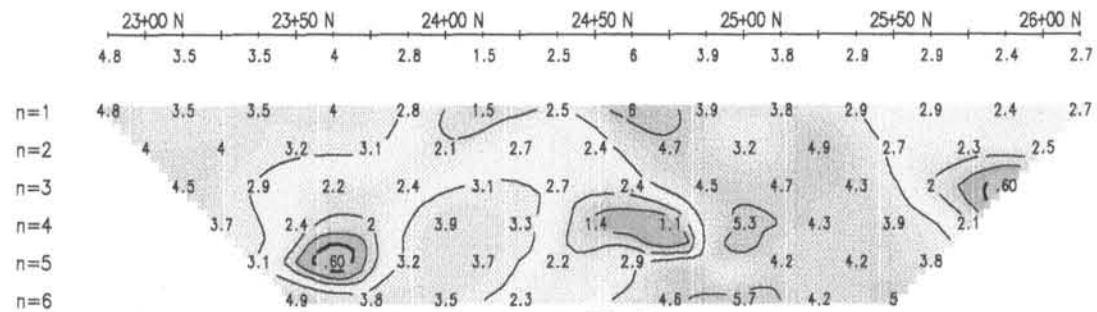 23+00 N 23+50 N 24+00 N 24+50 N 25+00 N 25+50 N 26+00 N
4.8 3.5 3.5 4 2.8 1.5 2.5 6 3.9 3.8 2.9 2.9 2.4 2.7
n=1 4.8 3.5 3.5 4 2.8 1.5 2.5 6 3.9 3.8 2.9 2.9 2.4 2.7
n=2 4 4 3.2 3.1 2.1 2.7 2.4 4.7 3.2 4.9 2.7 2.3 2.5
n=3 4.5 2.9 2.2 2.4 3.1 2.7 2.4 4.5 4.7 4.3 2 .60
n=4 3.7 2.4 2 3.9 3.3 1.4 1.1 5.3 4.3 3.9 2.1
n=5 3.1 .60 3.2 3.7 2.2 2.9 4.2 4.2 3.8
n=6 4.9 3.8 3.5 2.3 4.6 5.7 4.2 5